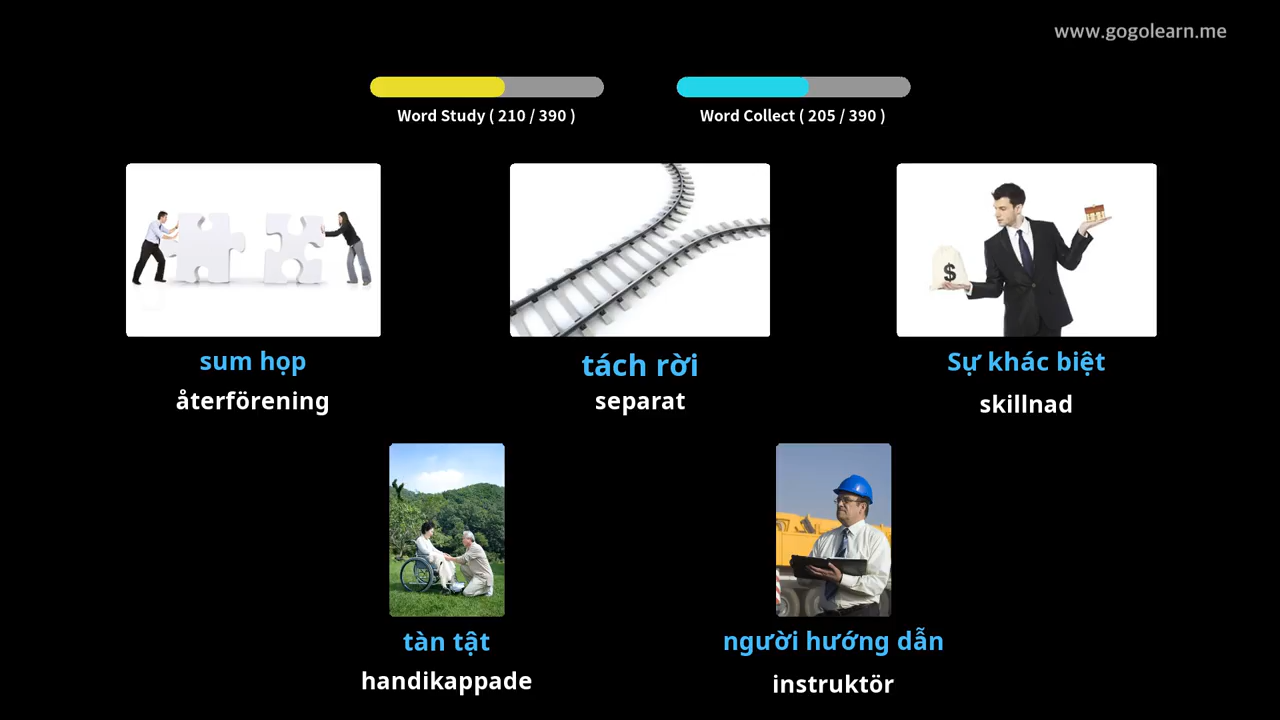 www.gogolearn.me
Word Study ( 210 / 390 )
Word Collect ( 205 / 390 )
$
sum họp
tách rời
Sự khác biệt
återförening
separat
skillnad
tàn tật
người hướng dẫn
handikappade
instruktör